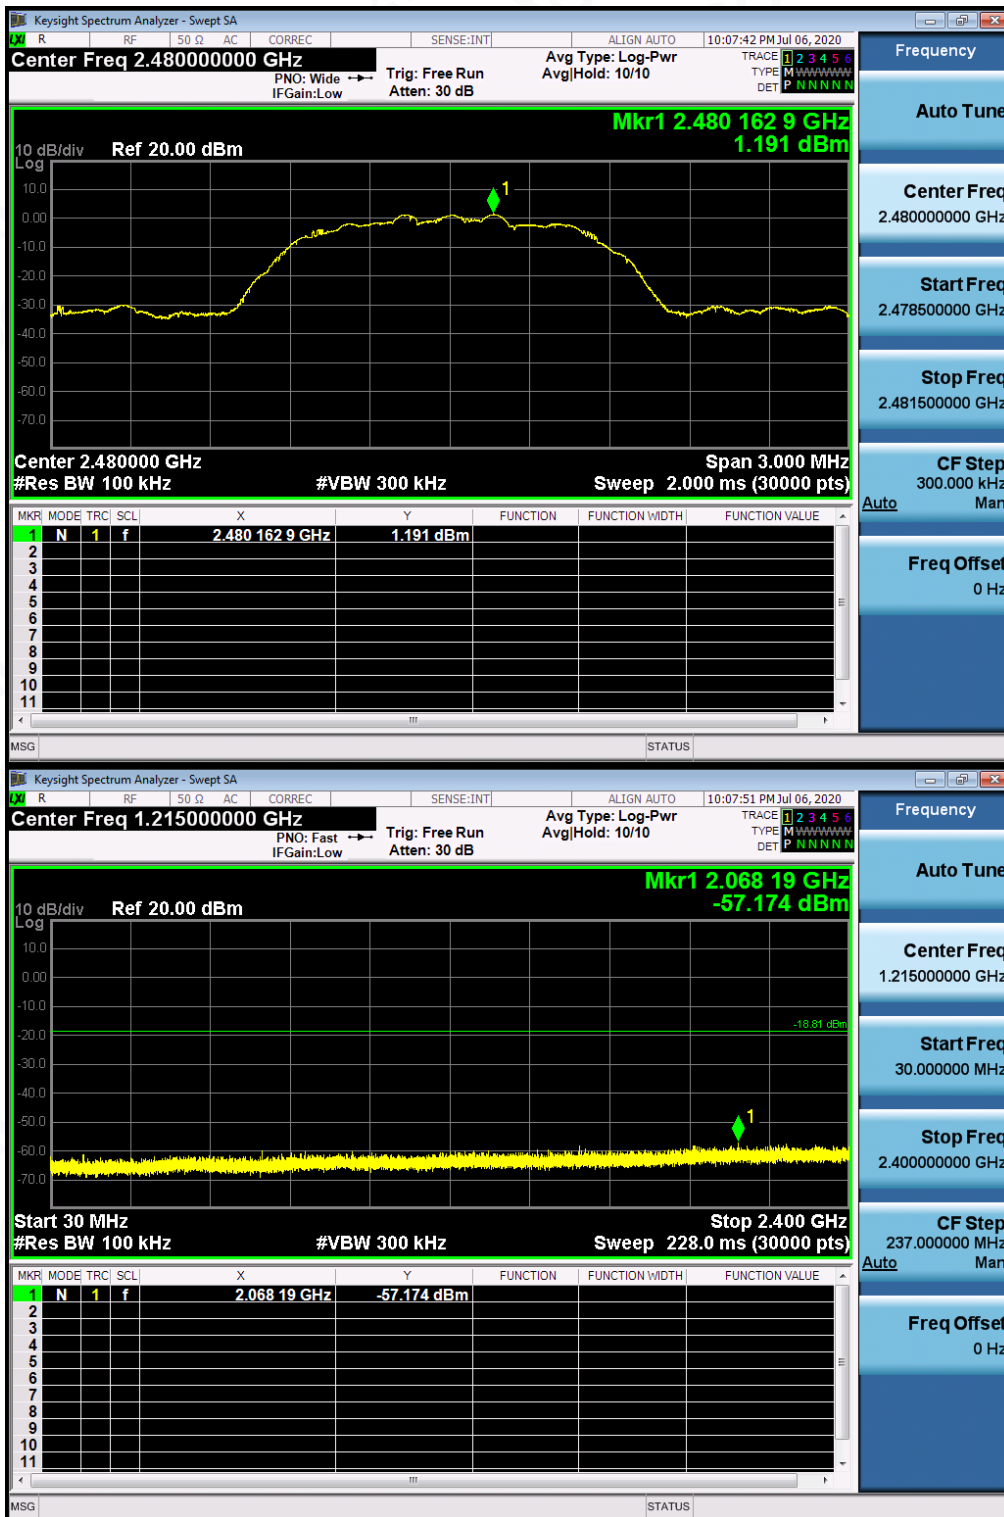 Keysight Spectrum Analyzer - Swept SA
LXI R RF 50 Ω AC CORREC SENSE:INT ALIGN AUTO 10:07:42 PM Jul 06, 2020
Center Freq 2.480000000 GHz
Avg Type: Log-Pwr
TRACE 1 2 3 4 5 6
PNO: Wide Trig: Free Run Avg|Hold: 10/10
TYPE M WWWWW
IFGain:Low Atten: 30 dB
DET P N N N N N
Frequency
Auto Tune
Center Freq
2.480000000 GHz
Start Freq
2.478500000 GHz
Stop Freq
2.481500000 GHz
CF Step
300.000 kHz
Auto Man
Freq Offset
0 Hz
Mkr1 2.480 162 9 GHz
1.191 dBm
10 dB/div Ref 20.00 dBm
Log
10.0
1
0.00
-10.0
-20.0
-30.0
-40.0
-50.0
-60.0
-70.0
Center 2.480000 GHz Span 3.000 MHz
#Res BW 100 kHz #VBW 300 kHz Sweep 2.000 ms (30000 pts)
MKR MODE TRC SCL X Y FUNCTION FUNCTION WIDTH FUNCTION VALUE
1 N 1 f 2.480 162 9 GHz 1.191 dBm
2
3
4
5
6
7
8
9
10
11
MSG STATUS
Keysight Spectrum Analyzer - Swept SA
LXI R RF 50 Ω AC CORREC SENSE:INT ALIGN AUTO 10:07:51 PM Jul 06, 2020
Center Freq 1.215000000 GHz
Avg Type: Log-Pwr
TRACE 1 2 3 4 5 6
PNO: Fast Trig: Free Run Avg|Hold: 10/10
TYPE M WWWWW
IFGain:Low Atten: 30 dB
DET P N N N N N
Frequency
Auto Tune
Center Freq
1.215000000 GHz
Start Freq
30.000000 MHz
Stop Freq
2.400000000 GHz
CF Step
237.000000 MHz
Auto Man
Freq Offset
0 Hz
Mkr1 2.068 19 GHz
-57.174 dBm
10 dB/div Ref 20.00 dBm
Log
10.0
0.00
-10.0
-18.81 dBm
-20.0
-30.0
-40.0
-50.0
1
-60.0
-70.0
Start 30 MHz Stop 2.400 GHz
#Res BW 100 kHz #VBW 300 kHz Sweep 228.0 ms (30000 pts)
MKR MODE TRC SCL X Y FUNCTION FUNCTION WIDTH FUNCTION VALUE
1 N 1 f 2.068 19 GHz -57.174 dBm
2
3
4
5
6
7
8
9
10
11
MSG STATUS